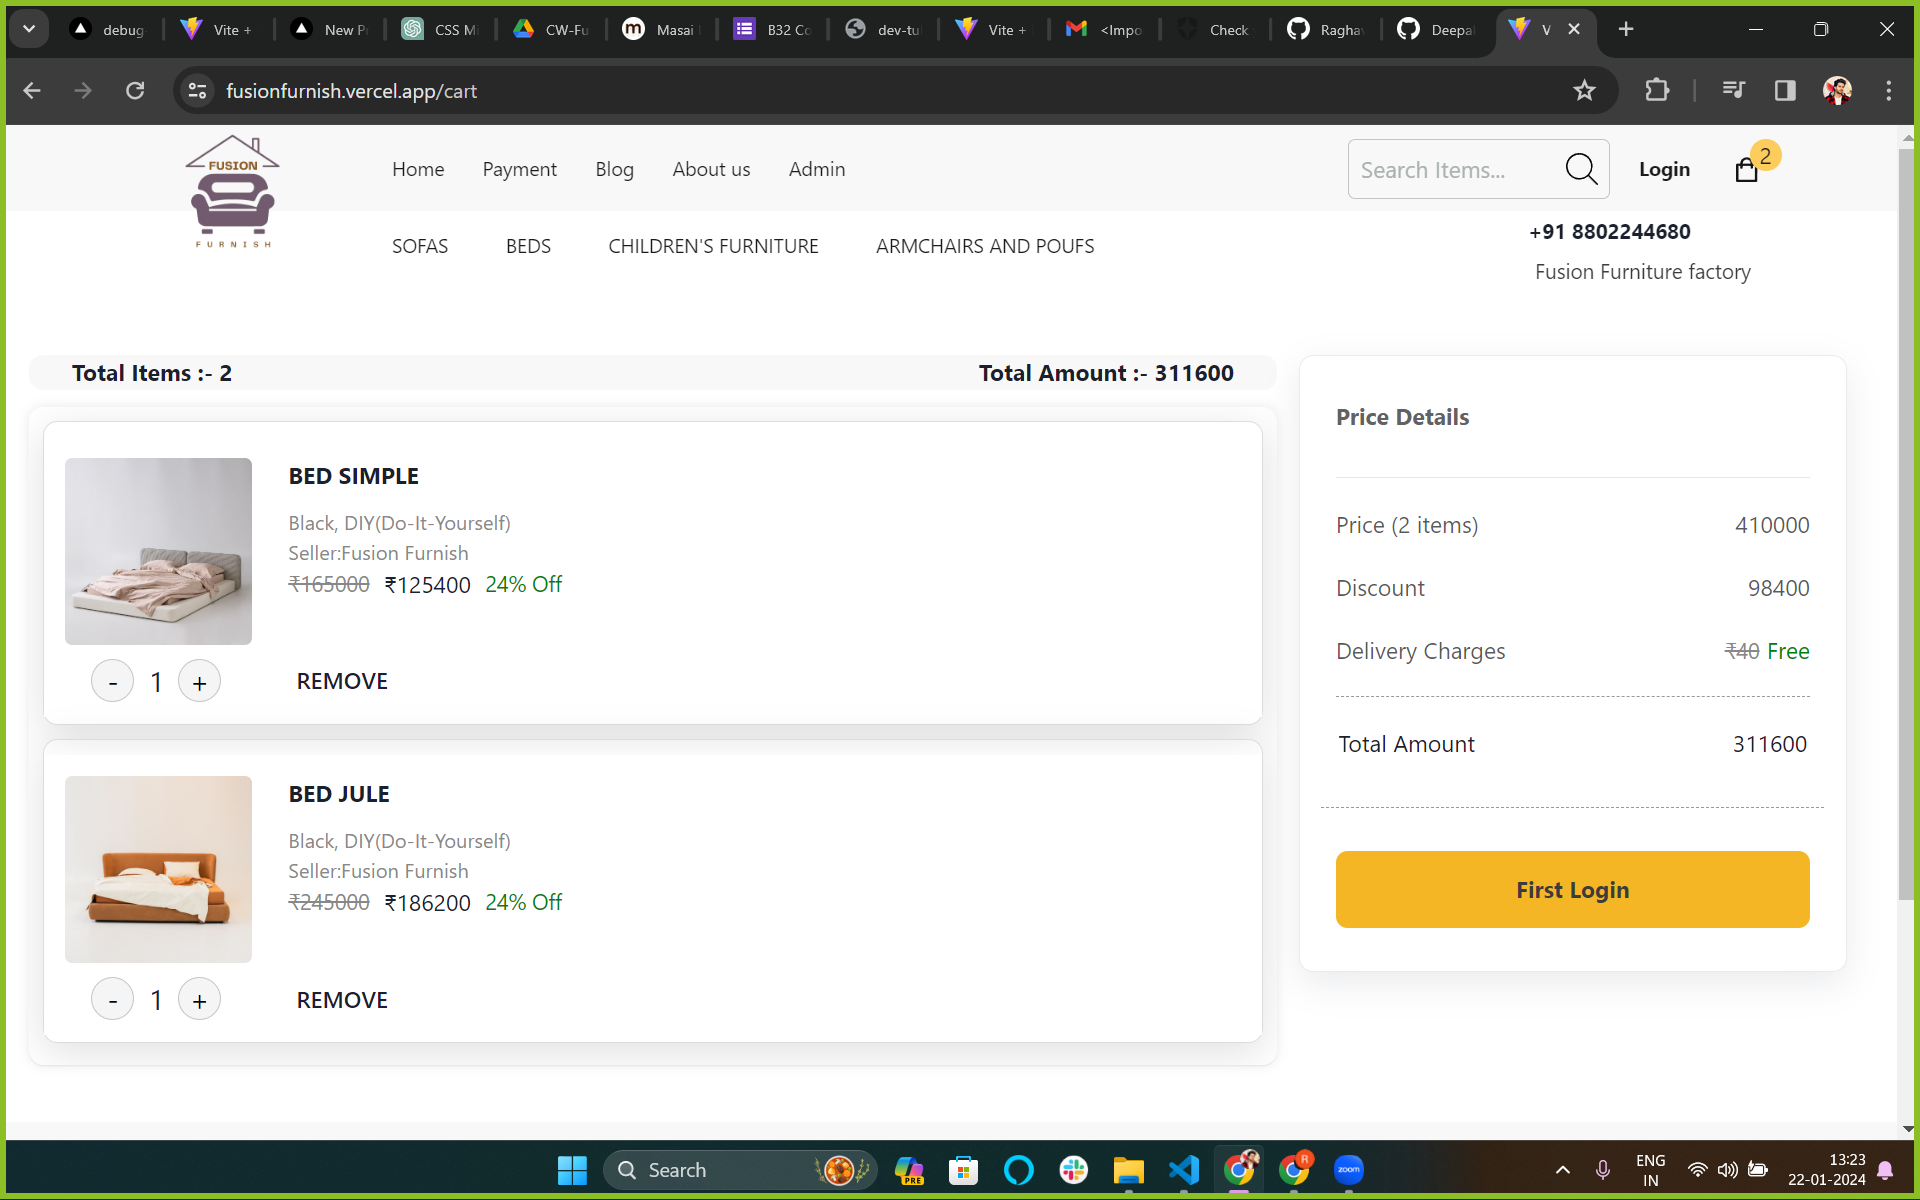 debug
Vite +
New P
CSS Mi
CW-Fu
Masai
B32 Co
dev-tu
Vite +
<Impo
Check
Raghav
Deepa
V
fusionfurnish.vercel.app/cart
FUSION
FURNISH
Home Payment Blog About us Admin
Search Items...
Login
2
SOFAS BEDS CHILDREN'S FURNITURE ARMCHAIRS AND POUFS
+91 8802244680
Fusion Furniture factory
Total Items :- 2 Total Amount :- 311600
BED SIMPLE
Black, DIY(Do-It-Yourself)
Seller:Fusion Furnish
₹165000 ₹125400 24% Off
- 1 + REMOVE
BED JULE
Black, DIY(Do-It-Yourself)
Seller:Fusion Furnish
₹245000 ₹186200 24% Off
- 1 + REMOVE
Price Details
Price (2 items) 410000
Discount 98400
Delivery Charges ₹40 Free
Total Amount 311600
First Login
Search
PRE
R
zoom
ENG
IN
13:23
22-01-2024